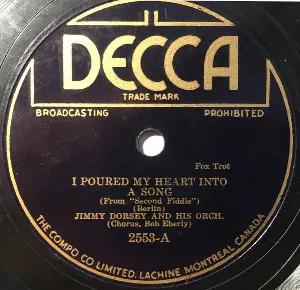 DECCA
TRADE MARK
BROADCASTING PROHIBITED
Fox Trot
I POURED MY HEART INTO
A SONG
(From "Second Fiddle")
(Berlin)
JIMMY DORSEY AND HIS ORCH.
(Chorus, Bob Eberly)
2553-A
THE COMPO CO LIMITED. LACHINE MONTREAL CANADA